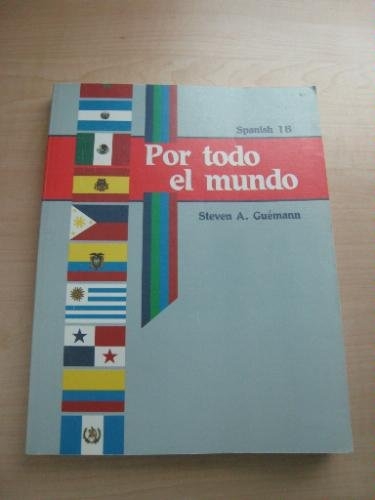 Spanish 1B
Por todo
el mundo
Steven A. Guémann